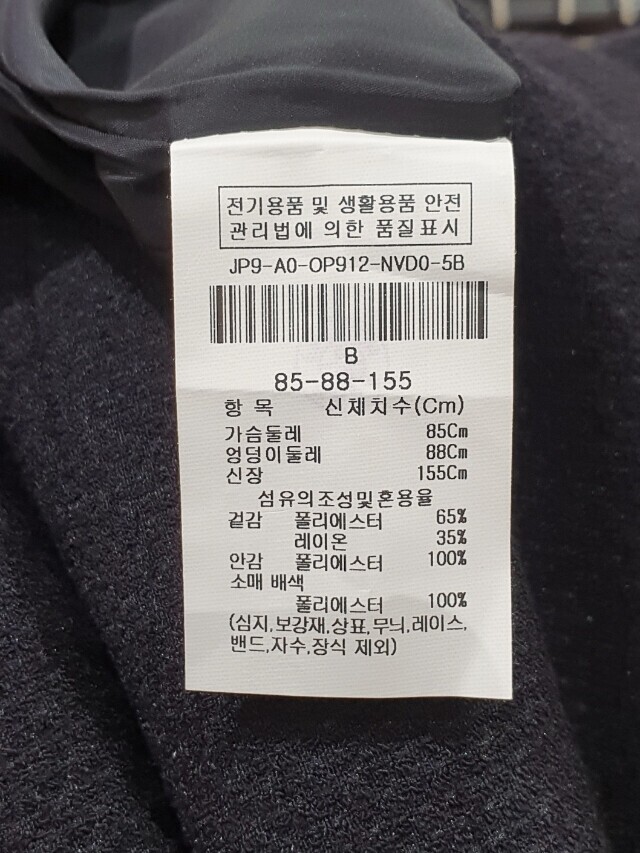 전기용품 및 생활용품 안전
관리법에 의한 품질표시
JP9-A0-OP912-NVD0-5B
B
85-88-155
항 목 신체치수(Cm)
가슴둘레 85Cm
엉덩이둘레 88Cm
신장 155Cm
섬유의조성및혼용율
겉감 폴리에스터 65%
레이온 35%
안감 폴리에스터 100%
소매 배색
폴리에스터 100%
(심지,보강재,상표,무늬,레이스,
밴드,자수,장식 제외)